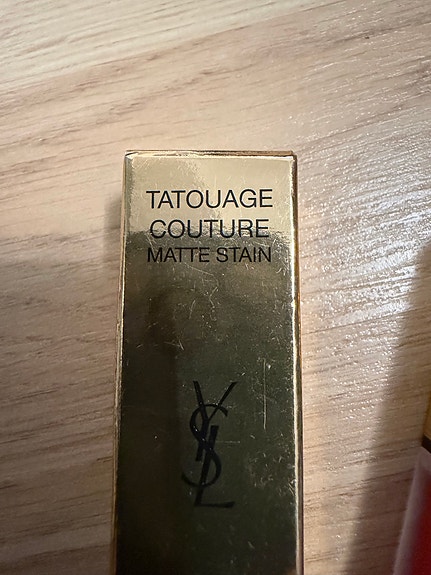 TATOUAGE
COUTURE
MATTE STAIN
YSL